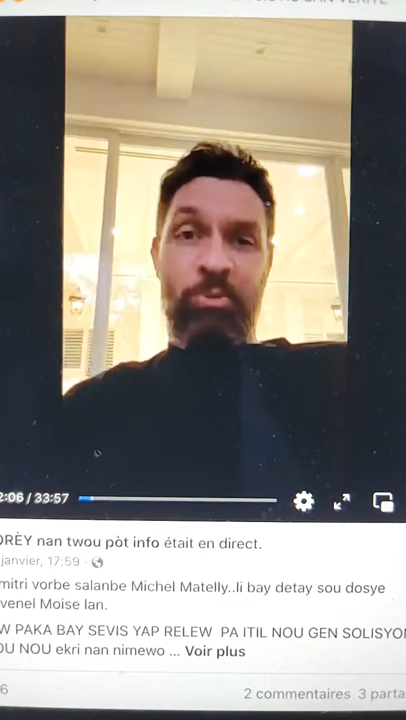 2:06 / 33:57
ORÈY nan twou pòt info était en direct.
janvier, 17:59 ·
mitri vorbe salanbe Michel Matelly..li bay detay sou dosye
venel Moise lan.
W PAKA BAY SEVIS YAP RELEW PA ITIL NOU GEN SOLISYON
OU NOU ekri nan nimewo ... Voir plus
6
2 commentaires 3 parta